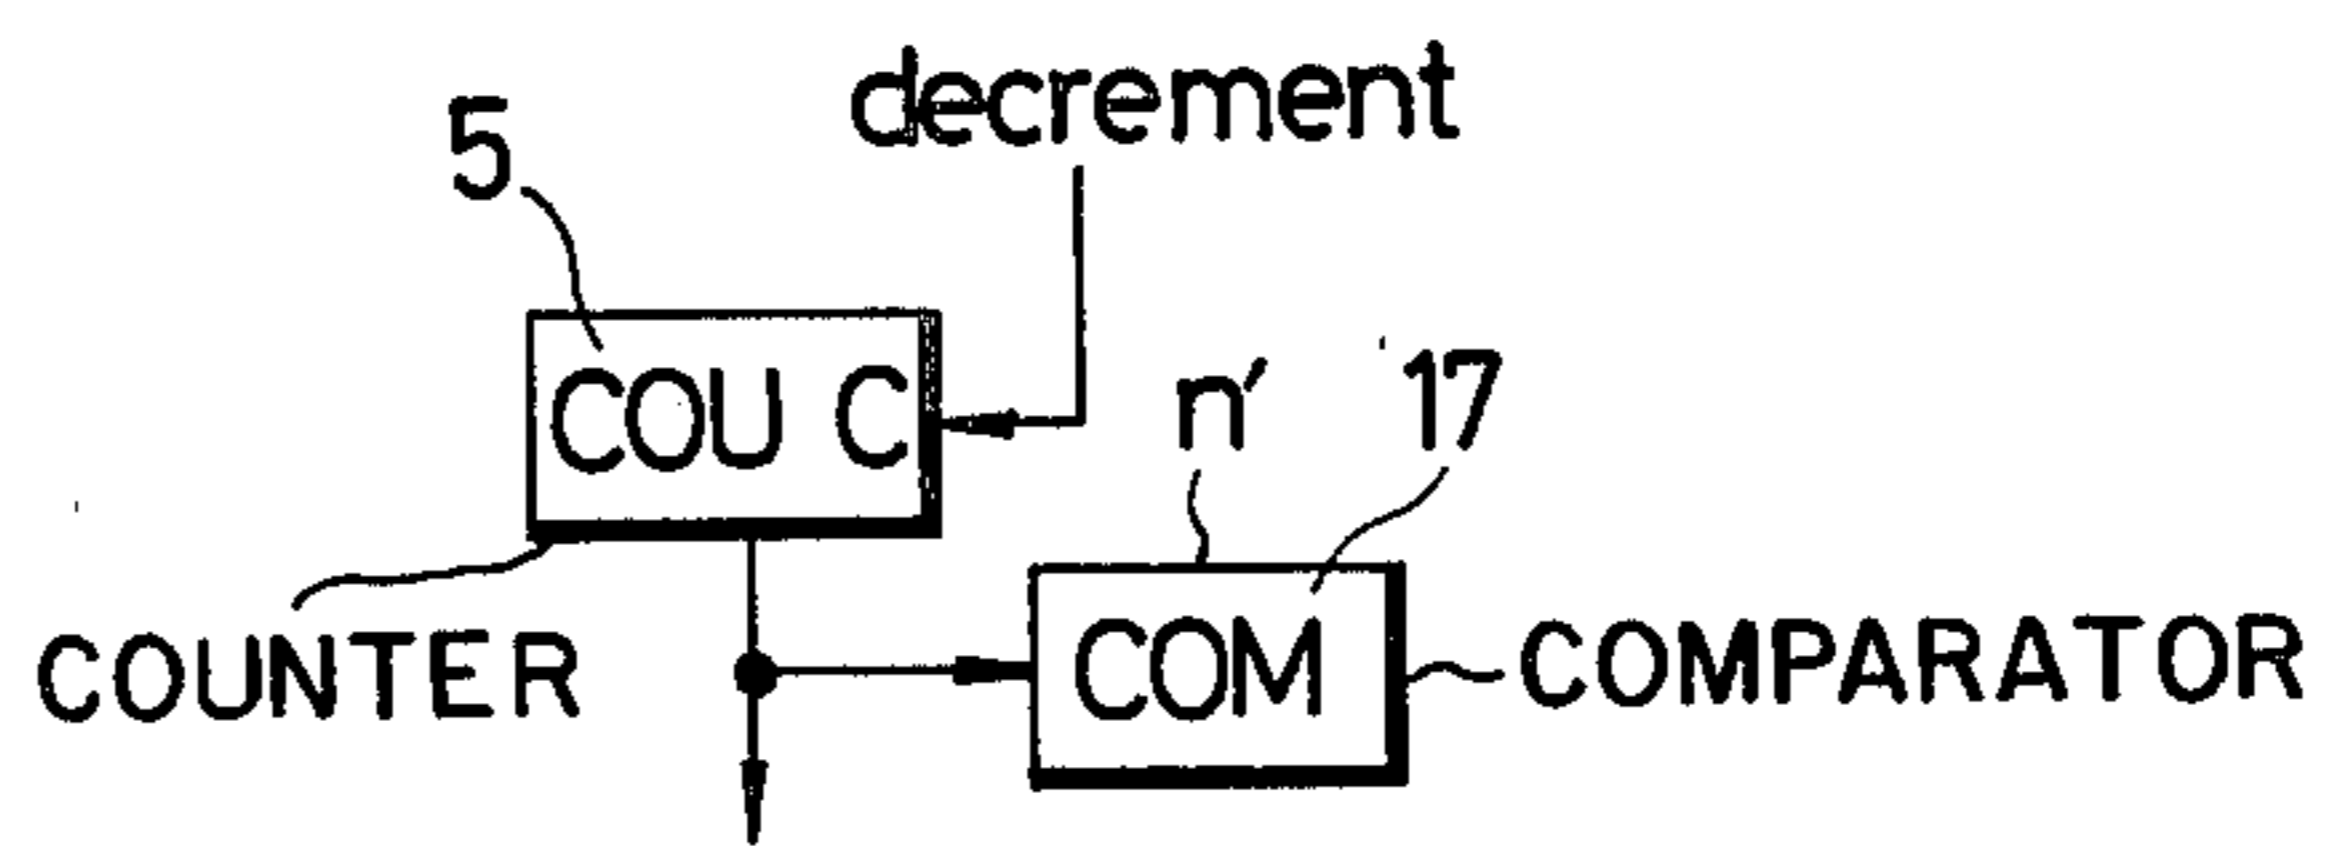 decrement
5
COU C
n' 17
COUNTER
COM
COMPARATOR